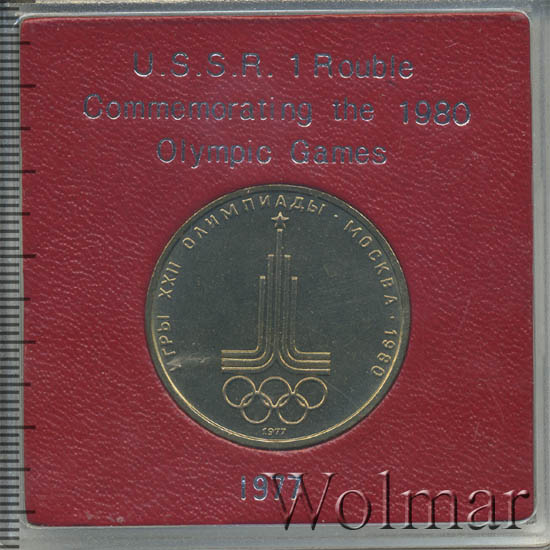 U.S.S.R. 1 Rouble
Commemorating the 1980
Olympic Games
ИГРЫ XXII ОЛИМПИАДЫ · МОСКВА · 1980
1977
1977
Wolmar